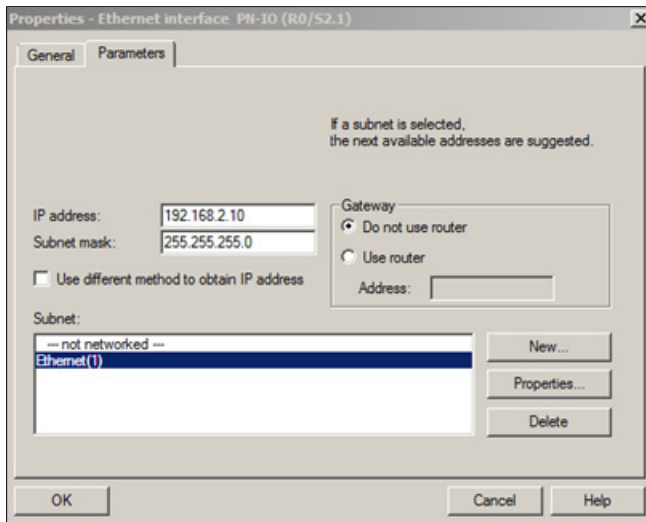 Properties - Ethernet interface PN-IO (R0/S2.1)
General
Parameters
If a subnet is selected,
the next available addresses are suggested.
IP address:
192.168.2.10
Subnet mask:
255.255.255.0
Use different method to obtain IP address
Gateway
Do not use router
Use router
Address:
Subnet:
--- not networked ---
Ethernet(1)
New...
Properties...
Delete
OK
Cancel
Help